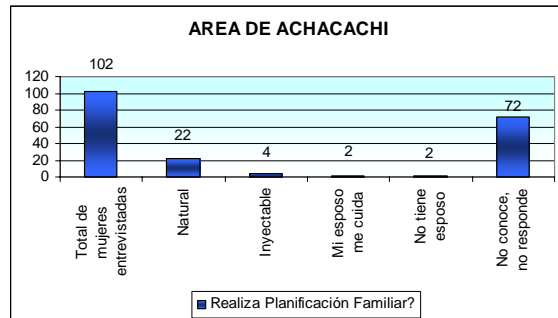 AREA DE ACHACACHI
120
100
80
60
40
20
0
102
22
4
2
2
72
Total de
mujeres
entrevistadas
Natural
Inyectable
Mi esposo
me cuida
No tiene
esposo
No conoce,
no responde
Realiza Planificación Familiar?